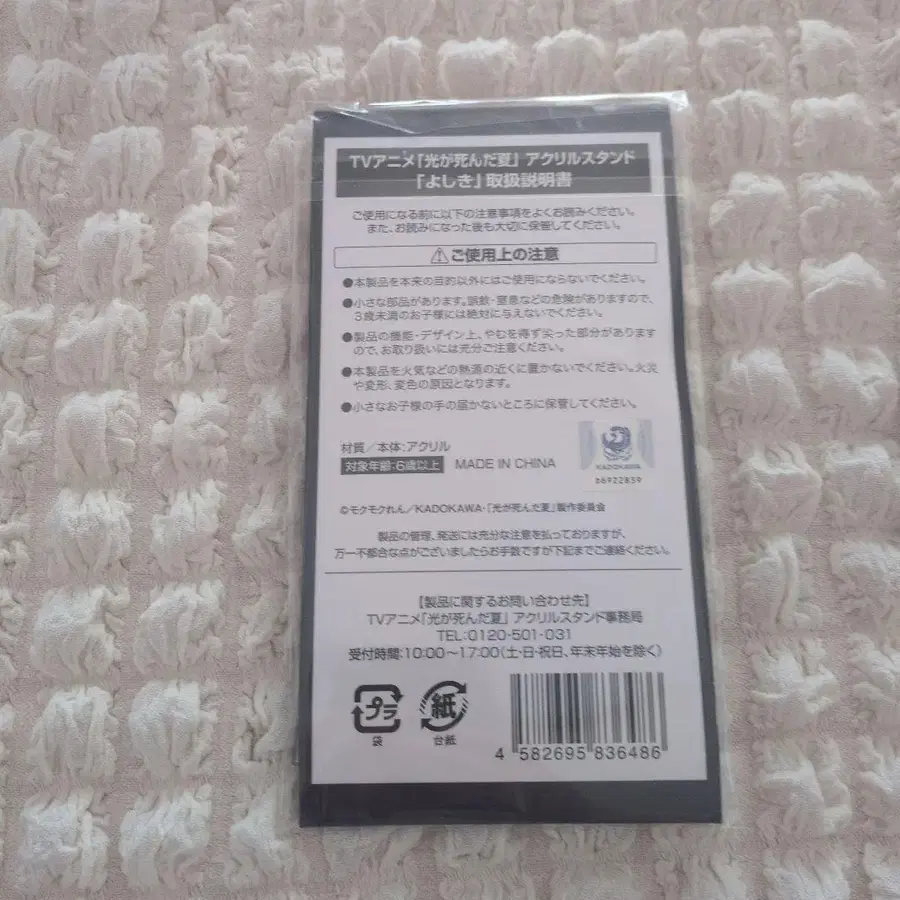 TVアニメ「光が死んだ夏」 アクリルスタンド
「よしき」取扱説明書
ご使用になる前に以下の注意事項をよくお読みください。
また、お読みになった後も大切に保管してください。
⚠ご使用上の注意
●本製品を本来の目的以外にはご使用にならないでください。
●小さな部品があります。誤飲・窒息などの危険がありますので、
3歳未満のお子様には絶対に与えないでください。
●製品の機能・デザイン上、やむを得ず尖った部分があります
ので、お取り扱いには充分ご注意ください。
●本製品を火気などの熱源の近くに置かないでください。火災
や変形、変色の原因となります。
●小さなお子様の手の届かないところに保管してください。
材質/本体:アクリル
対象年齢:6歳以上 MADE IN CHINA
KADOKAWA
b6922839
©モクモクれん/KADOKAWA・「光が死んだ夏」製作委員会
製品の管理、発送には充分な注意を払っておりますが、
万一不都合な点がございましたらお手数ですが下記までご連絡ください。
【製品に関するお問い合わせ先】
TVアニメ「光が死んだ夏」 アクリルスタンド事務局
TEL:0120-501-031
受付時間:10:00〜17:00(土・日・祝日、年末年始を除く)
プラ 紙
袋 台紙
4 582695 836486